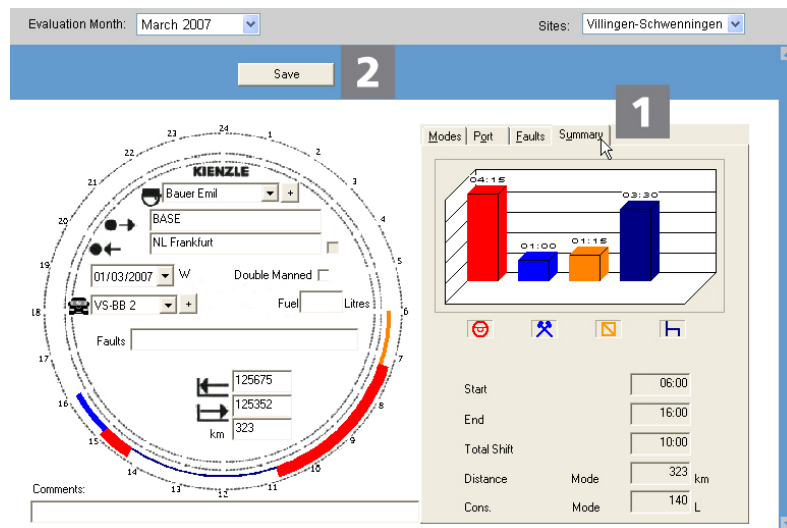 Evaluation Month: March 2007
Sites: Villingen-Schwenningen
Save
2
1
Modes Port Faults Summary
24
1
2
3
4
5
6
7
8
9
10
11
12
13
14
15
16
17
18
19
20
21
22
23
KIENZLE
Bauer Emil +
BASE
NL Frankfurt
01/03/2007 W Double Manned
VS-BB 2 + Fuel Litres
Faults
125675
125352
km 323
Comments:
04:15
01:00
01:15
03:30
Start 06:00
End 16:00
Total Shift 10:00
Distance Mode 323 km
Cons. Mode 140 L